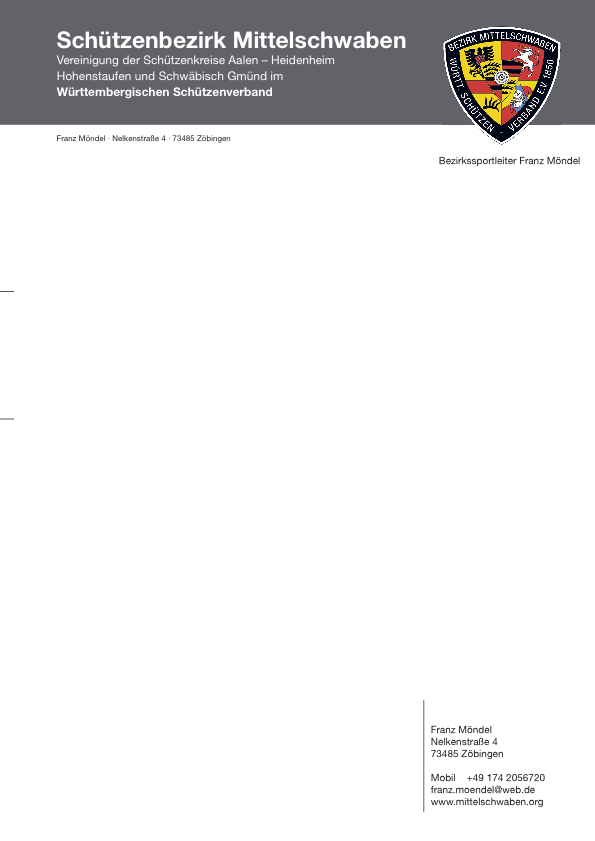 Schützenbezirk Mittelschwaben
Vereinigung der Schützenkreise Aalen – Heidenheim
Hohenstaufen und Schwäbisch Gmünd im
Württembergischen Schützenverband
BEZIRK MITTELSCHWABEN
WÜRTT. SCHÜTZEN - VERBAND EV 1850
Franz Möndel · Nelkenstraße 4 · 73485 Zöbingen
Bezirkssportleiter Franz Möndel
Franz Möndel
Nelkenstraße 4
73485 Zöbingen
Mobil +49 174 2056720
franz.moendel@web.de
www.mittelschwaben.org